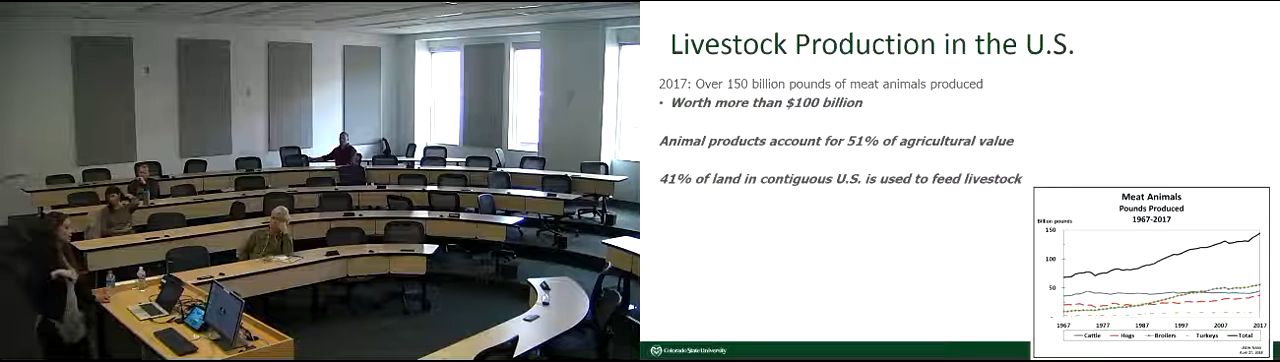 Livestock Production in the U.S.
2017: Over 150 billion pounds of meat animals produced
• Worth more than $100 billion
Animal products account for 51% of agricultural value
41% of land in contiguous U.S. is used to feed livestock
Meat Animals
Pounds Produced
1967-2017
Billion pounds
150
100
50
-
1967 1977 1987 1997 2007 2017
Cattle Hogs Broilers Turkeys Total
Colorado State University